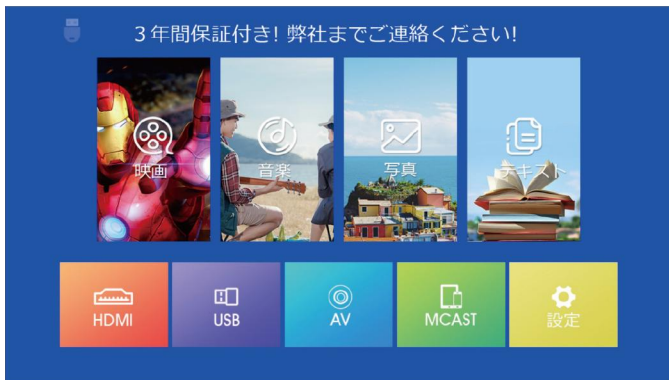 3年間保証付き! 弊社までご連絡ください!
映画
音楽
写真
テキスト
HDMI
USB
AV
MCAST
設定